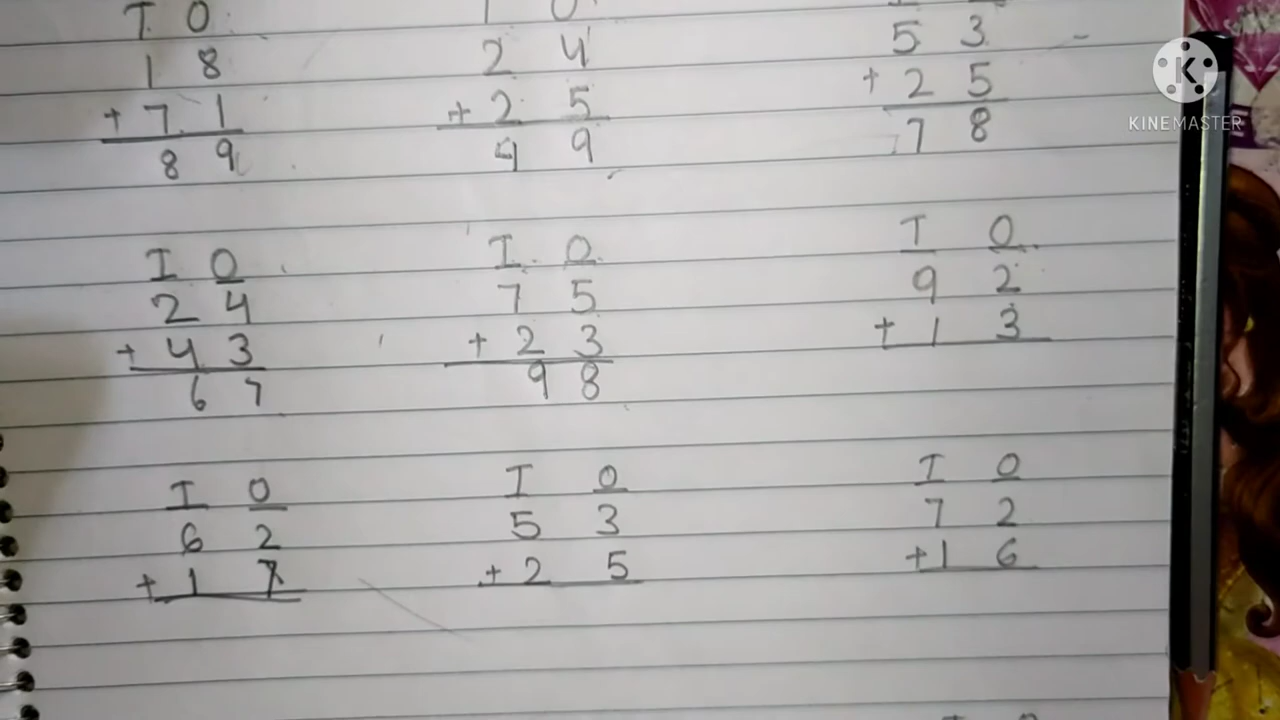 T O T O
1 8 2 4 5 3
+ 7 1 + 2 5 + 2 5
8 9 4 9 7 8
T O T O T O
2 4 7 5 9 2
+ 4 3 + 2 3 + 1 3
6 7 9 8
T O T O T O
6 2 5 3 7 2
+ 1 7 + 2 5 + 1 6
K
KINEMASTER